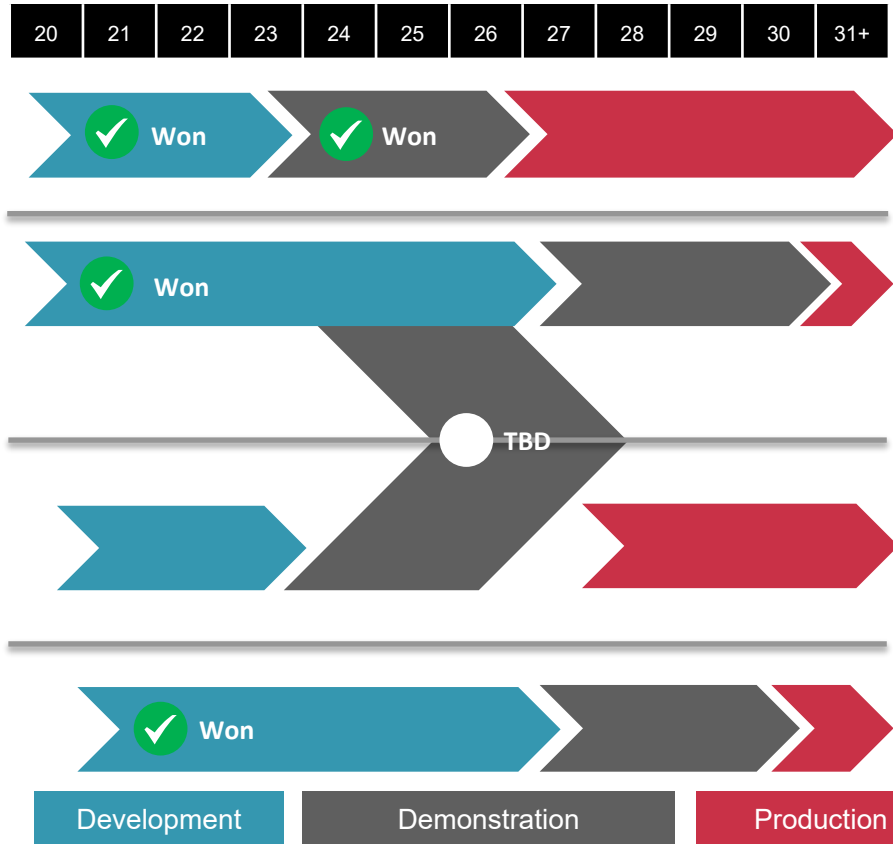 20 21 22 23 24 25 26 27 28 29 30 31+
Won Won
Won
TBD
Won
Development Demonstration Production